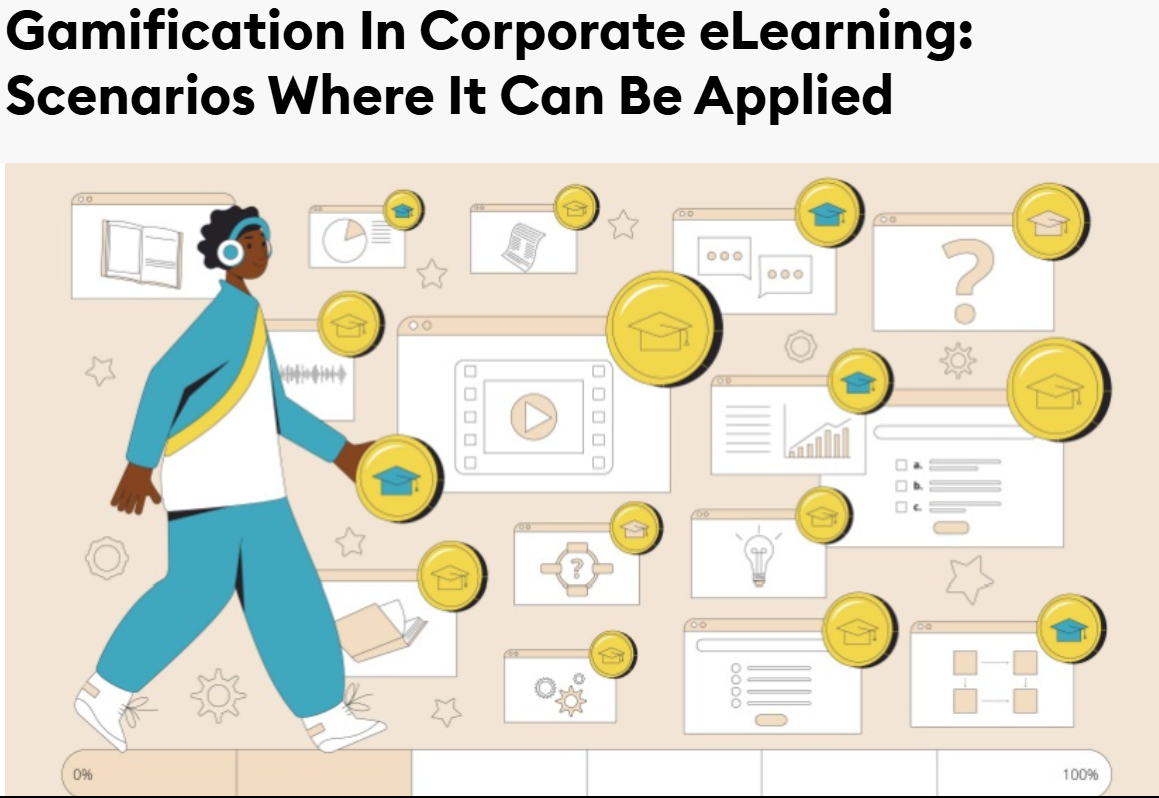 Gamification In Corporate eLearning:
Scenarios Where It Can Be Applied
?
a.
b.
c.
?
0%
100%